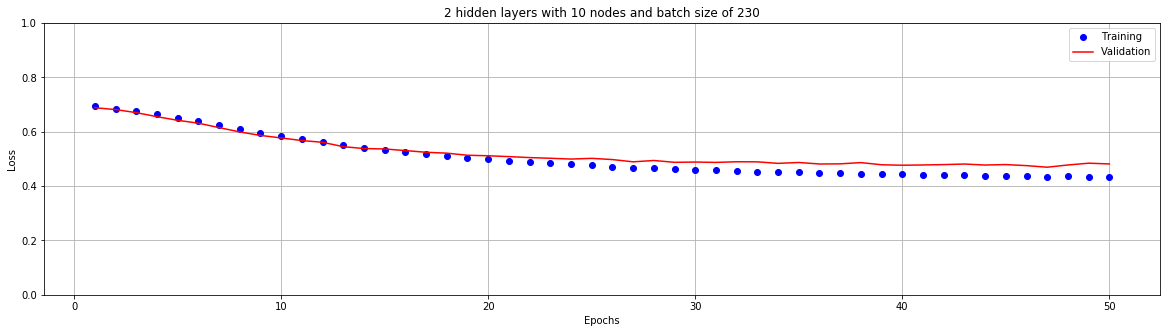 2 hidden layers with 10 nodes and batch size of 230
1.0
0.8
0.6
0.4
0.2
0.0
Loss
Training
Validation
0 10 20 30 40 50
Epochs